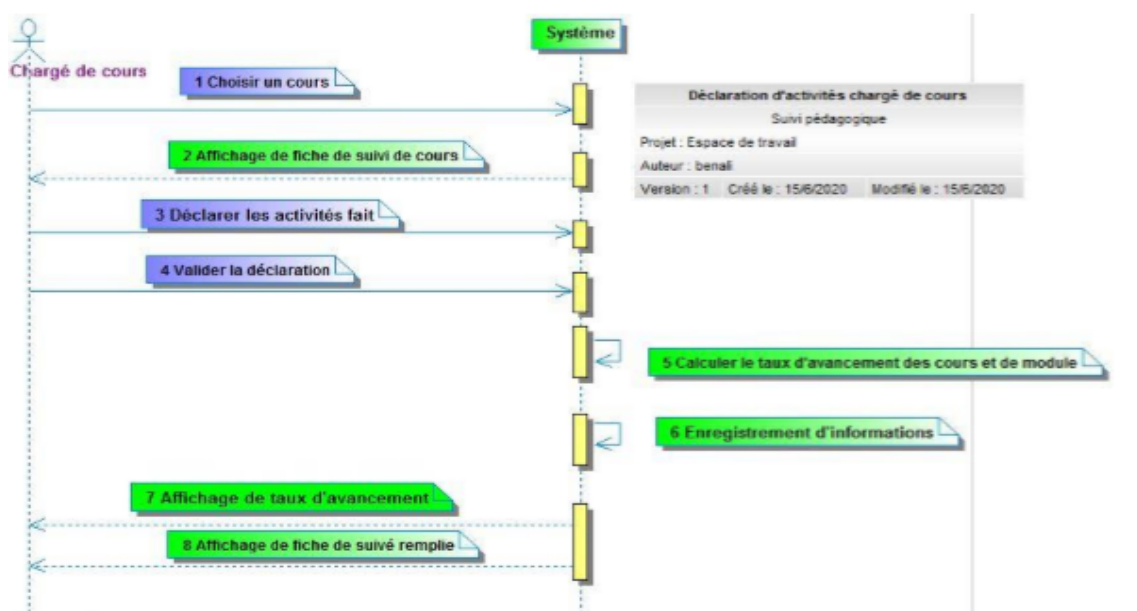 Système
Chargé de cours
1 Choisir un cours
Déclaration d'activités chargé de cours
Suivi pédagogique
Projet : Espace de travail
Auteur : benali
Version : 1 Créé le : 15/6/2020 Modifié le : 15/6/2020
2 Affichage de fiche de suivi de cours
3 Déclarer les activités fait
4 Valider la déclaration
5 Calculer le taux d'avancement des cours et de module
6 Enregistrement d'informations
7 Affichage de taux d'avancement
8 Affichage de fiche de suivé remplie